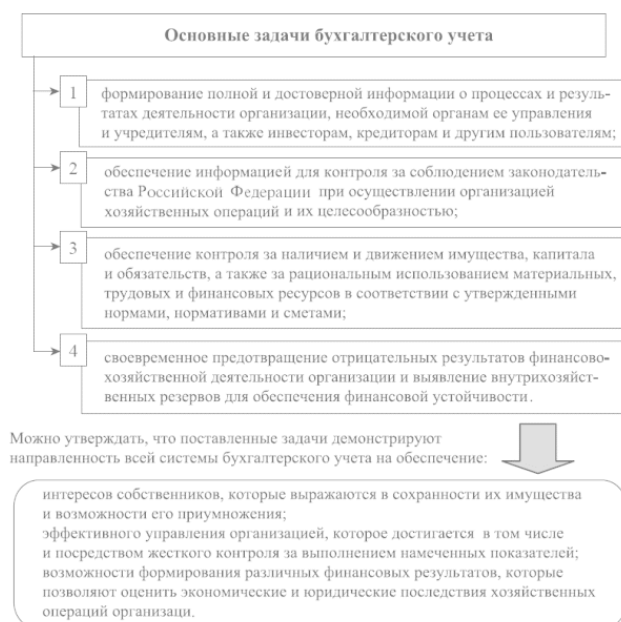 Основные задачи бухгалтерского учета
1
формирование полной и достоверной информации о процессах и резуль-
татах деятельности организации, необходимой органам ее управления
и учредителям, а также инвесторам, кредиторам и другим пользователям;
2
обеспечение информацией для контроля за соблюдением законодатель-
ства Российской Федерации при осуществлении организацией
хозяйственных операций и их целесообразностью;
3
обеспечение контроля за наличием и движением имущества, капитала
и обязательств, а также за рациональным использованием материальных,
трудовых и финансовых ресурсов в соответствии с утвержденными
нормами, нормативами и сметами;
4
своевременное предотвращение отрицательных результатов финансово-
хозяйственной деятельности организации и выявление внутрихозяйст-
венных резервов для обеспечения финансовой устойчивости.
Можно утверждать, что поставленные задачи демонстрируют
направленность всей системы бухгалтерского учета на обеспечение:
интересов собственников, которые выражаются в сохранности их имущества
и возможности его приумножения;
эффективного управления организацией, которое достигается в том числе
и посредством жесткого контроля за выполнением намеченных показателей;
возможности формирования различных финансовых результатов, которые
позволяют оценить экономические и юридические последствия хозяйственных
операций организаци.